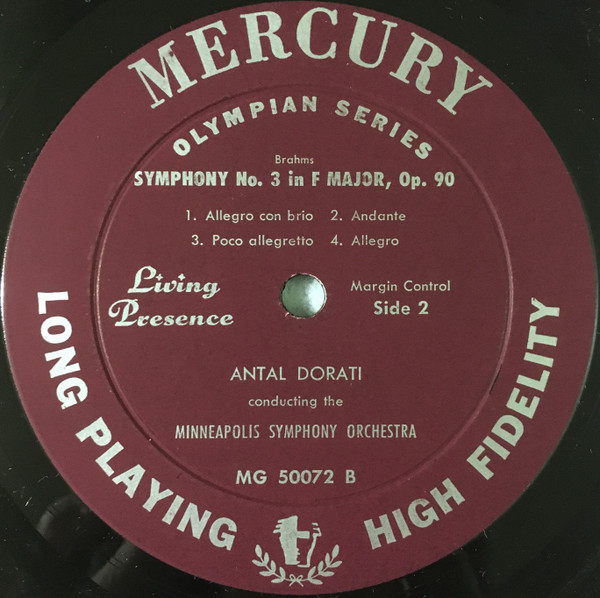 MERCURY
OLYMPIAN SERIES
Brahms
SYMPHONY No. 3 in F MAJOR, Op. 90
1. Allegro con brio 2. Andante
3. Poco allegretto 4. Allegro
Living
Presence
Margin Control
Side 2
ANTAL DORATI
conducting the
MINNEAPOLIS SYMPHONY ORCHESTRA
MG 50072 B
LONG PLAYING
HIGH FIDELITY